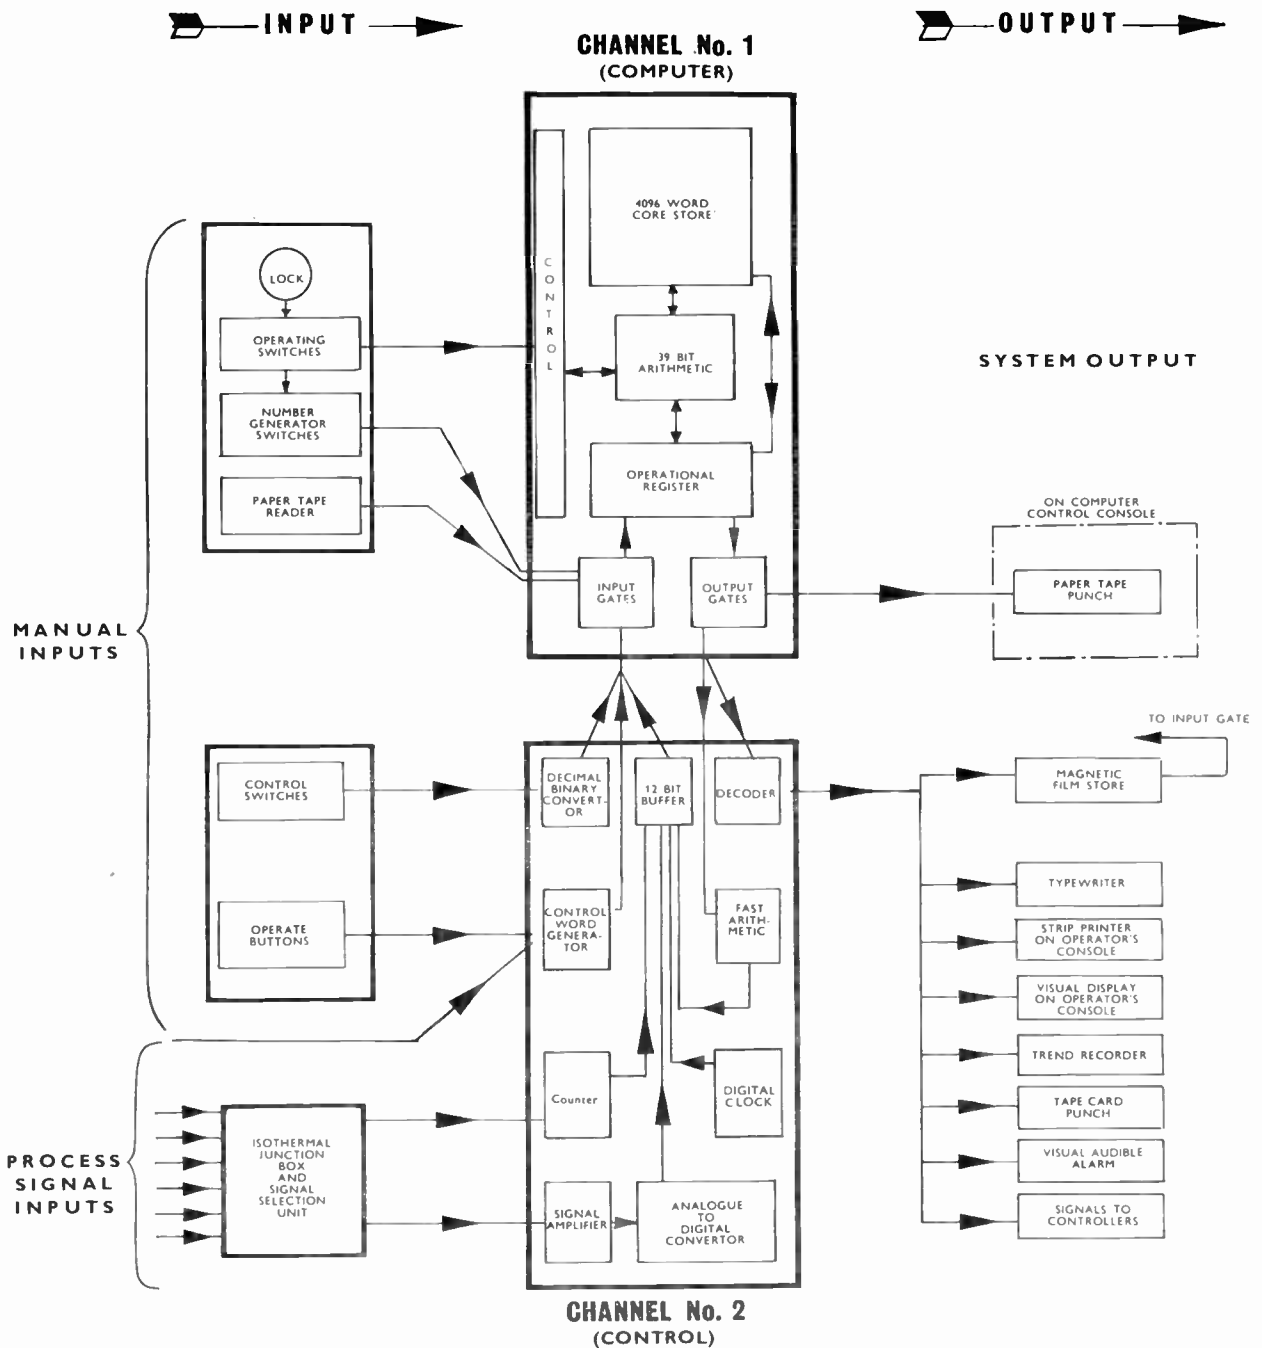 INPUT
OUTPUT
CHANNEL No. 1
(COMPUTER)
4096 WORD
CORE STORE
CONTROL
LOCK
OPERATING
SWITCHES
39 BIT
ARITHMETIC
SYSTEM OUTPUT
NUMBER
GENERATOR
SWITCHES
OPERATIONAL
REGISTER
PAPER TAPE
READER
ON COMPUTER
CONTROL CONSOLE
INPUT
GATES
OUTPUT
GATES
PAPER TAPE
PUNCH
MANUAL
INPUTS
TO INPUT GATE
CONTROL
SWITCHES
DECIMAL
BINARY
CONVERT-
OR
12 BIT
BUFFER
DECODER
MAGNETIC
FILM STORE
TYPEWRITER
OPERATE
BUTTONS
CONTROL
WORD
GENERA-
TOR
FAST
ARITH-
METIC
STRIP PRINTER
ON OPERATOR'S
CONSOLE
VISUAL DISPLAY
ON OPERATOR'S
CONSOLE
TREND RECORDER
Counter
DIGITAL
CLOCK
TAPE CARD
PUNCH
PROCESS
SIGNAL
INPUTS
ISOTHERMAL
JUNCTION
BOX
AND
SIGNAL
SELECTION
UNIT
VISUAL AUDIBLE
ALARM
SIGNAL
AMPLIFIER
ANALOGUE
TO
DIGITAL
CONVERTOR
SIGNALS TO
CONTROLLERS
CHANNEL No. 2
(CONTROL)